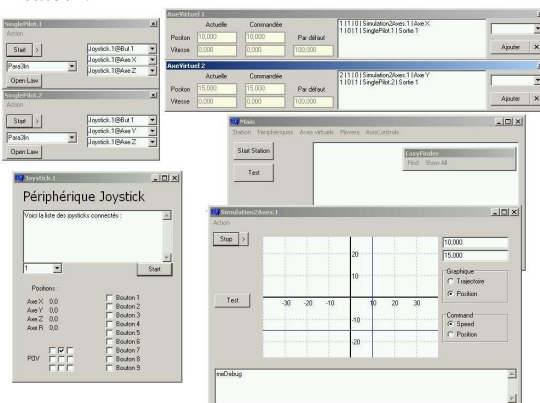 SinglePilot.1
Action
Start >
Joystick.1@But 1
Para3In
Joystick.1@Axe X
Open Law
Joystick.1@Axe Z
SinglePilot.2
Action
Start >
Joystick.1@But 1
Para3In
Joystick.1@Axe Y
Open Law
Joystick.1@Axe Z
AxeVirtuel 1
Actuelle Commandée
Positon 10,000 10,000 Par défaut
Vitesse 0,000 0,000 100,000
1 | 1 | 0 | Simulation2Axes.1 | Axe X
1 | 0 | 1 | SinglePilot.1 | Sortie 1
Ajouter ×
AxeVirtuel 2
Actuelle Commandée
Positon 15,000 15,000 Par défaut
Vitesse 0,000 0,000 100,000
2 | 1 | 0 | Simulation2Axes.1 | Axe Y
1 | 0 | 1 | SinglePilot.2 | Sortie 1
Ajouter ×
Main
Station Périphériques Axes virtuels Movers AxisControls
Start Station
Test
EasyFinder
Find Show All
Joystick.1
Périphérique Joystick
Voici la liste des joysticks connectés :
1
Start
Positions :
Axe X 0,0
Axe Y 0,0
Axe Z 0,0
Axe R 0,0
POV
Bouton 1
Bouton 2
Bouton 3
Bouton 4
Bouton 5
Bouton 6
Bouton 7
Bouton 8
Bouton 9
Simulation2Axes.1
Action
Stop >
Test
20
10
-30 -20 -10 10 20 30
-10
-20
10,000
15,000
Graphique
Trajectoire
Position
Command
Speed
Position
meDebug